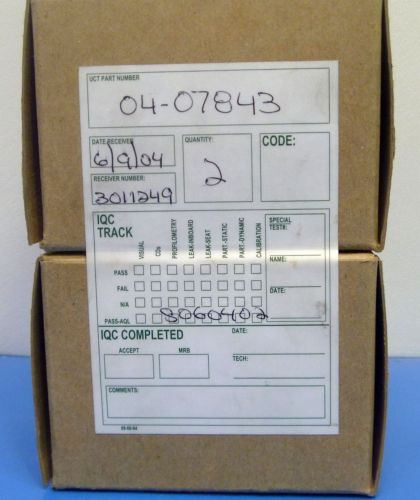 UCT PART NUMBER
04-07843
DATE RECEIVED
6/9/04
QUANTITY:
2
CODE:
RECEIVER NUMBER:
3011249
IQC
TRACK
VISUAL
CDs
PROFILOMETRY
LEAK-INBOARD
LEAK-SEAT
PART-STATIC
PART-DYNAMIC
CALIBRATION
SPECIAL
TEST#:
PASS
NAME:
FAIL
N/A
DATE:
PASS-AQL
8060402
IQC COMPLETED
DATE:
ACCEPT
MRB
TECH:
COMMENTS: